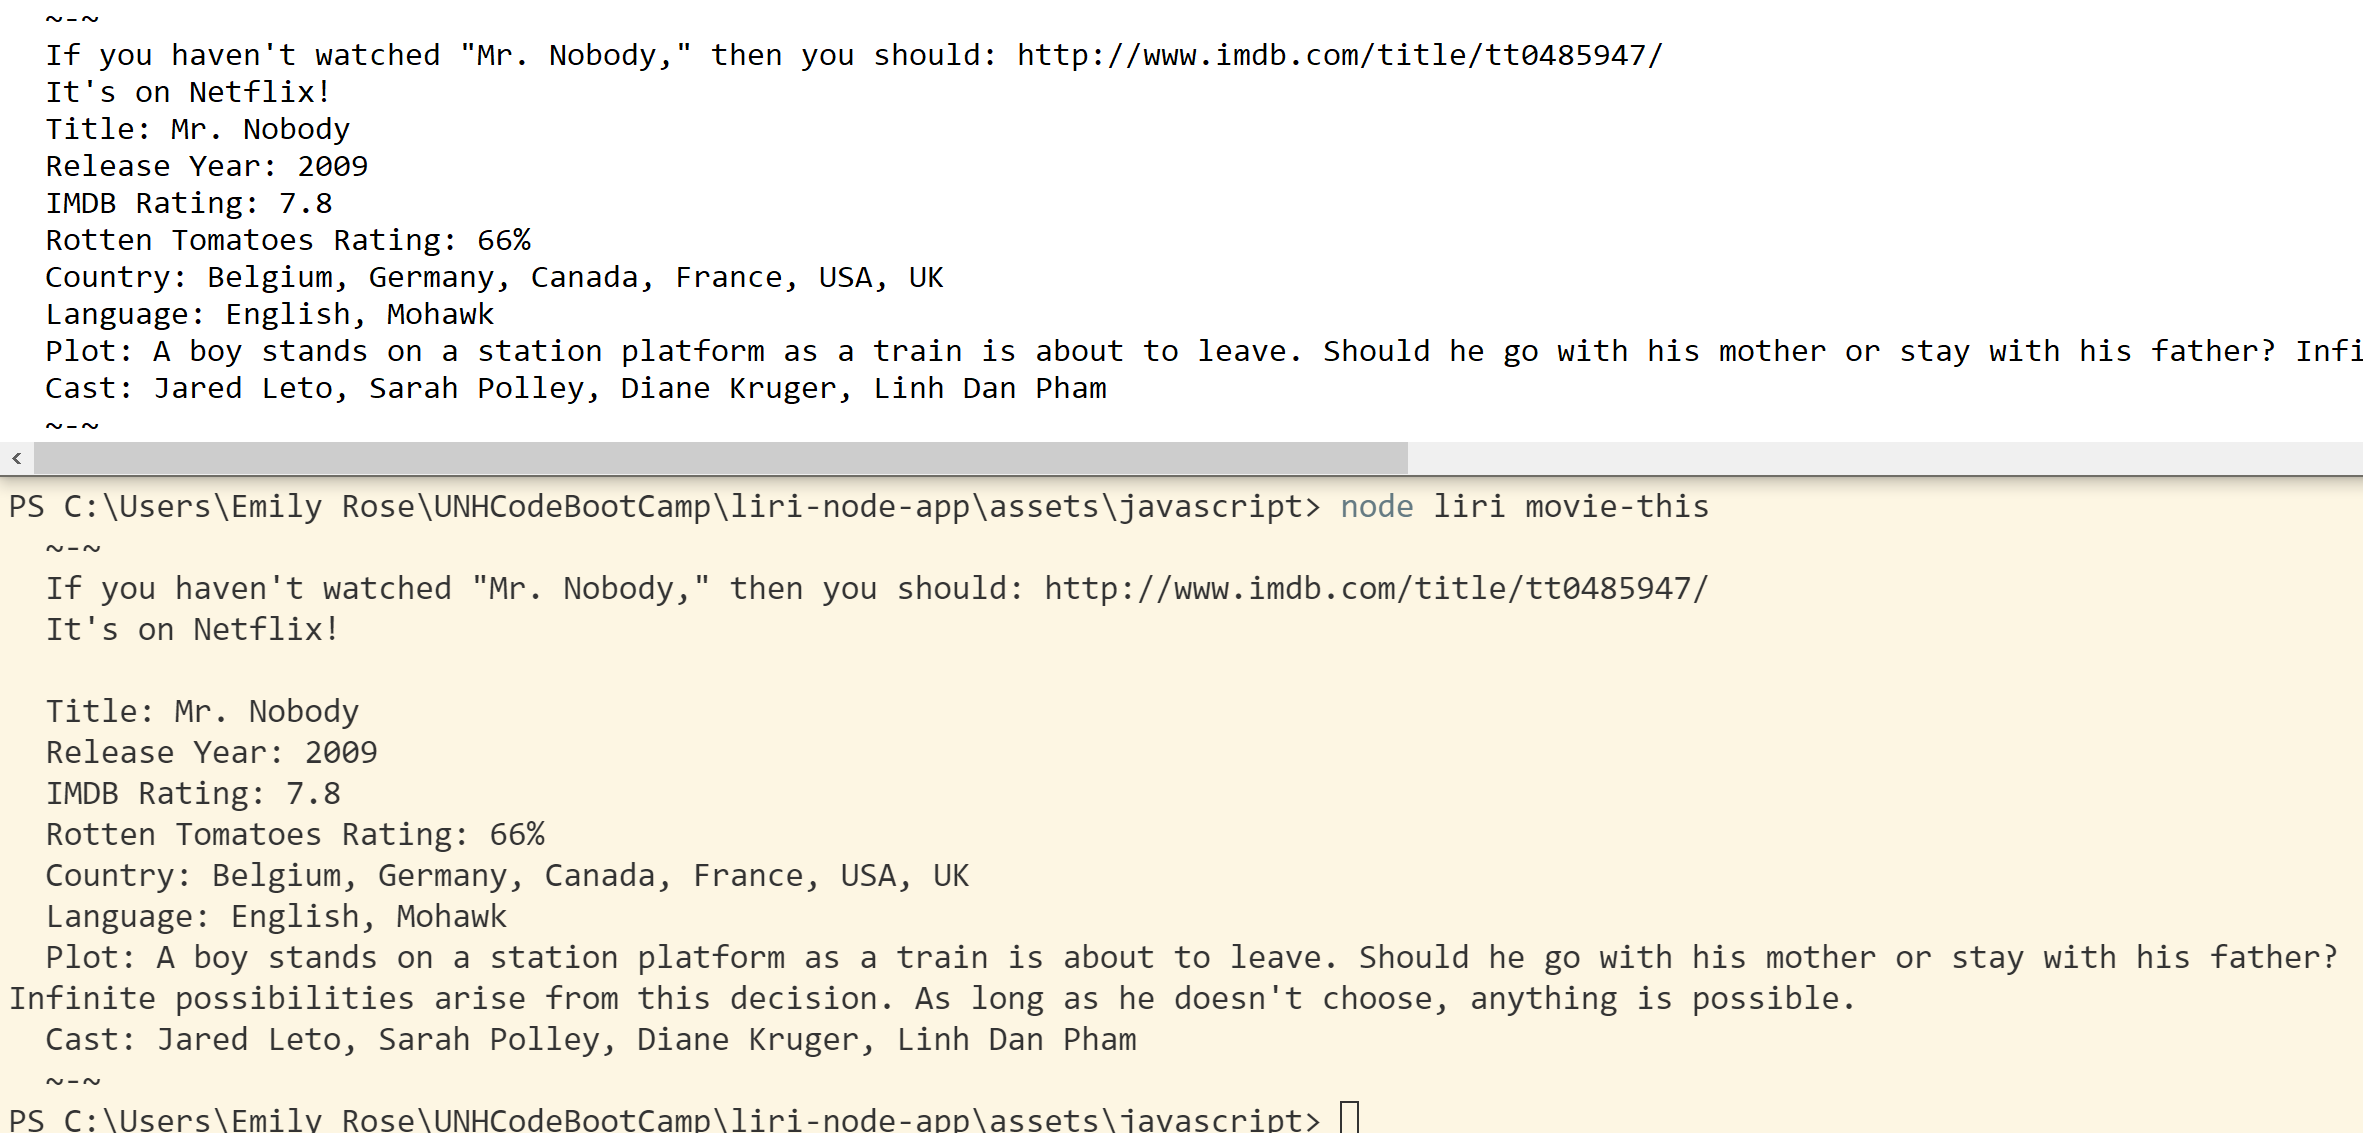 ~-~
If you haven't watched "Mr. Nobody," then you should: http://www.imdb.com/title/tt0485947/
It's on Netflix!
Title: Mr. Nobody
Release Year: 2009
IMDB Rating: 7.8
Rotten Tomatoes Rating: 66%
Country: Belgium, Germany, Canada, France, USA, UK
Language: English, Mohawk
Plot: A boy stands on a station platform as a train is about to leave. Should he go with his mother or stay with his father? Infi
Cast: Jared Leto, Sarah Polley, Diane Kruger, Linh Dan Pham
~-~
PS C:\Users\Emily Rose\UNHCodeBootCamp\liri-node-app\assets\javascript> node liri movie-this
~-~
If you haven't watched "Mr. Nobody," then you should: http://www.imdb.com/title/tt0485947/
It's on Netflix!
Title: Mr. Nobody
Release Year: 2009
IMDB Rating: 7.8
Rotten Tomatoes Rating: 66%
Country: Belgium, Germany, Canada, France, USA, UK
Language: English, Mohawk
Plot: A boy stands on a station platform as a train is about to leave. Should he go with his mother or stay with his father?
Infinite possibilities arise from this decision. As long as he doesn't choose, anything is possible.
Cast: Jared Leto, Sarah Polley, Diane Kruger, Linh Dan Pham
~-~
PS C:\Users\Emily Rose\UNHCodeBootCamp\liri-node-app\assets\javascript>